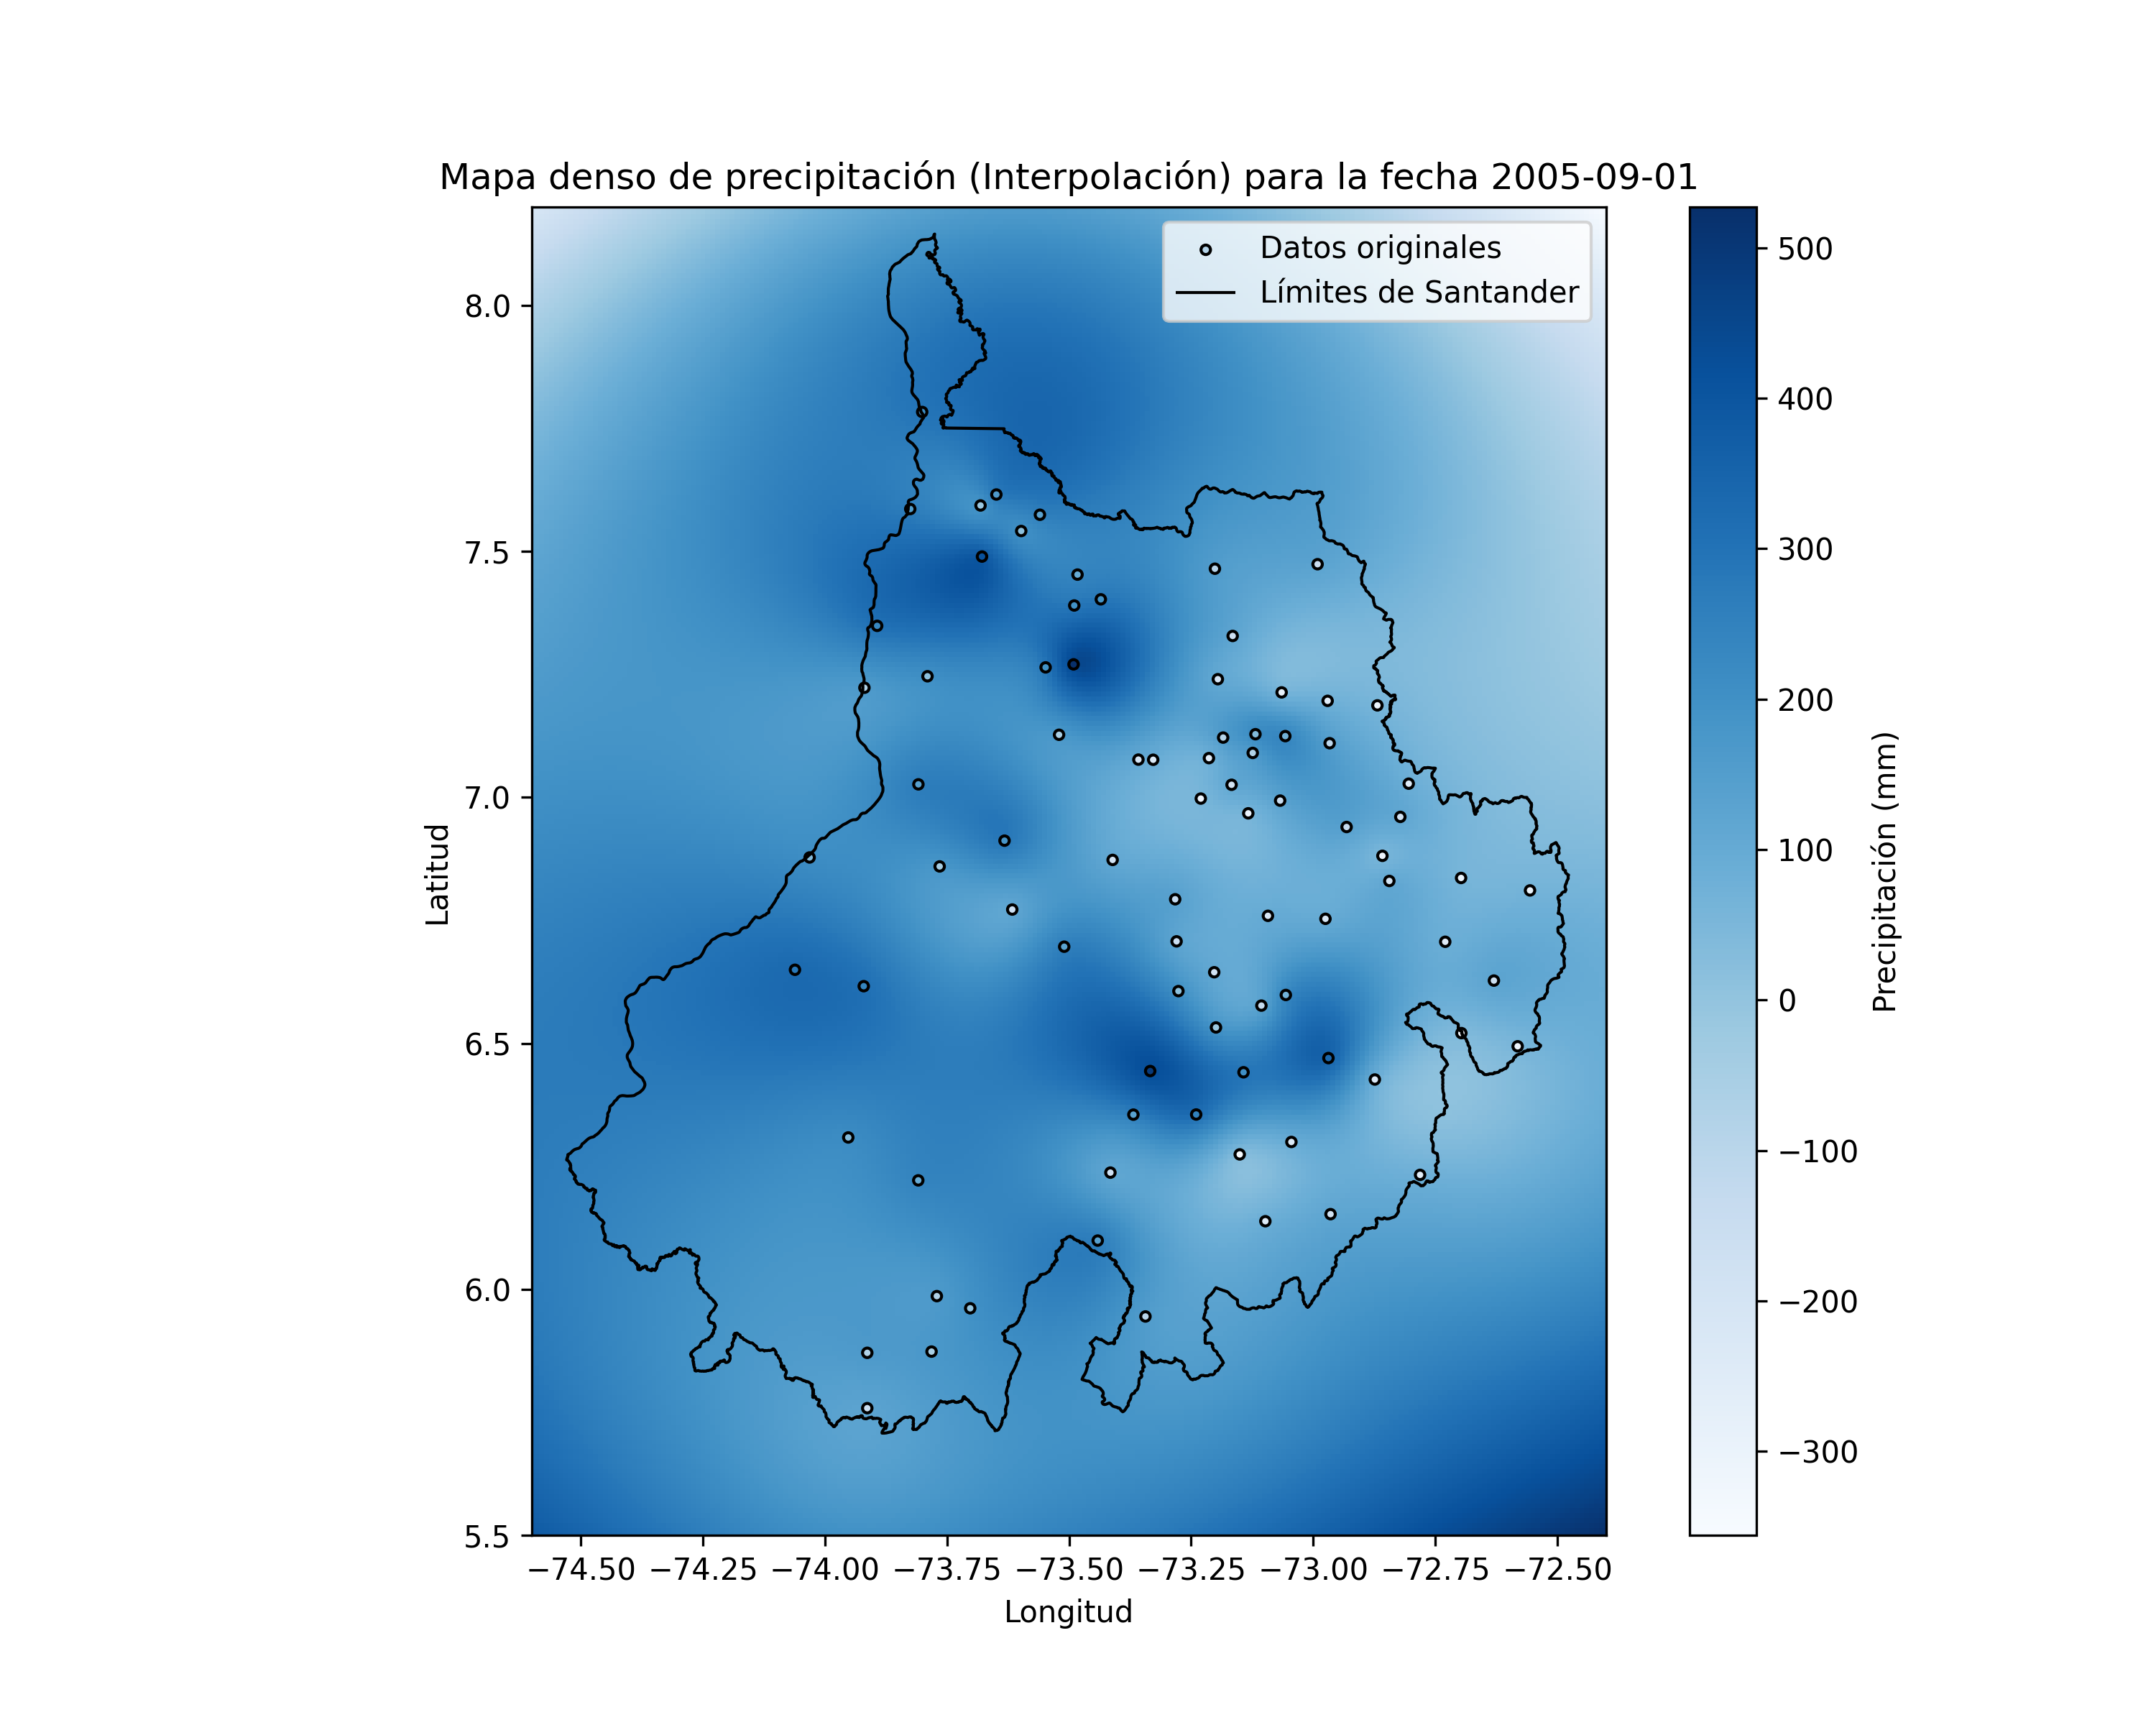 Mapa denso de precipitación (Interpolación) para la fecha 2005-09-01
Datos originales
Límites de Santander
8.0
7.5
7.0
6.5
6.0
5.5
Latitud
−74.50 −74.25 −74.00 −73.75 −73.50 −73.25 −73.00 −72.75 −72.50
Longitud
500
400
300
200
100
0
−100
−200
−300
Precipitación (mm)